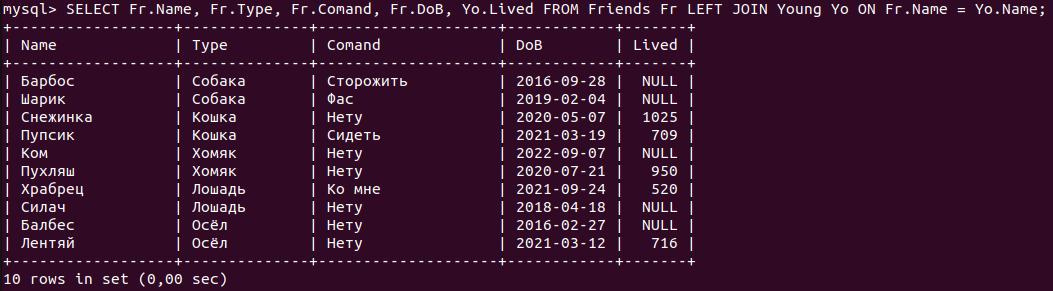 mysql> SELECT Fr.Name, Fr.Type, Fr.Comand, Fr.DoB, Yo.Lived FROM Friends Fr LEFT JOIN Young Yo ON Fr.Name = Yo.Name;
+------------------+--------------+--------------------+------------+-------+
| Name             | Type         | Comand             | DoB        | Lived |
+------------------+--------------+--------------------+------------+-------+
| Барбос           | Собака       | Сторожить          | 2016-09-28 |  NULL |
| Шарик            | Собака       | Фас                | 2019-02-04 |  NULL |
| Снежинка         | Кошка        | Нету               | 2020-05-07 |  1025 |
| Пупсик           | Кошка        | Сидеть             | 2021-03-19 |   709 |
| Ком              | Хомяк        | Нету               | 2022-09-07 |  NULL |
| Пухляш           | Хомяк        | Нету               | 2020-07-21 |   950 |
| Храбрец          | Лошадь       | Ко мне             | 2021-09-24 |   520 |
| Силач            | Лошадь       | Нету               | 2018-04-18 |  NULL |
| Балбес           | Осёл         | Нету               | 2016-02-27 |  NULL |
| Лентяй           | Осёл         | Нету               | 2021-03-12 |   716 |
+------------------+--------------+--------------------+------------+-------+
10 rows in set (0,00 sec)